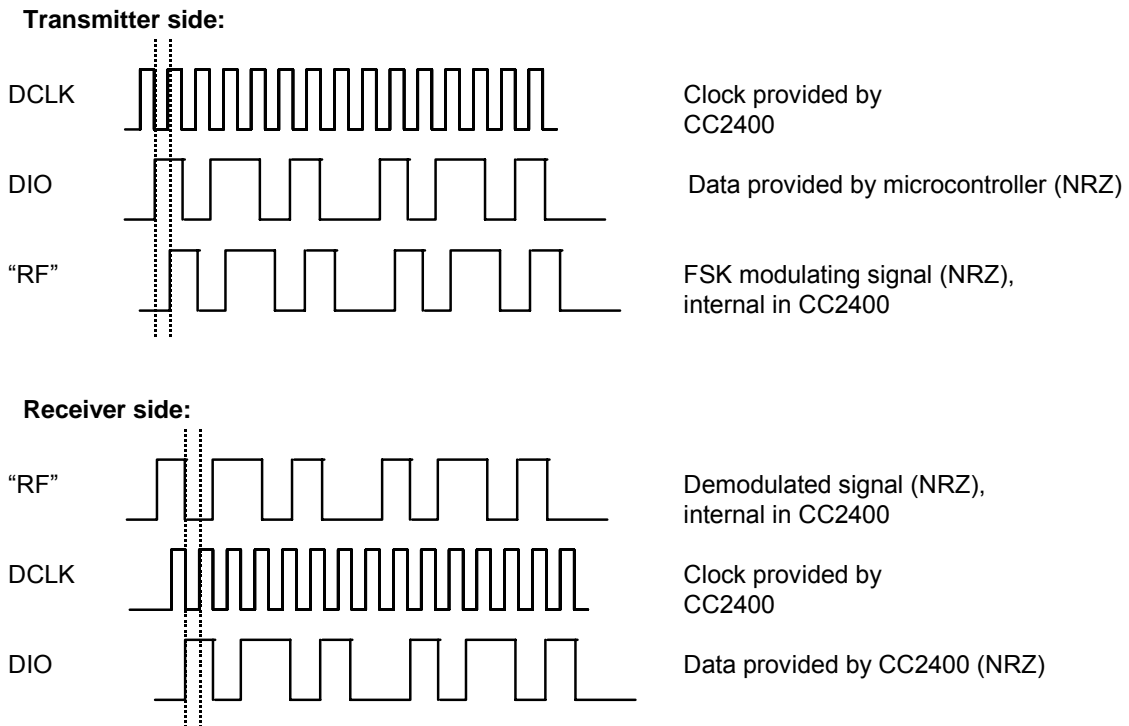 Transmitter side:
DCLK
Clock provided by
CC2400
DIO
Data provided by microcontroller (NRZ)
“RF”
FSK modulating signal (NRZ),
internal in CC2400
Receiver side:
“RF”
Demodulated signal (NRZ),
internal in CC2400
DCLK
Clock provided by
CC2400
DIO
Data provided by CC2400 (NRZ)